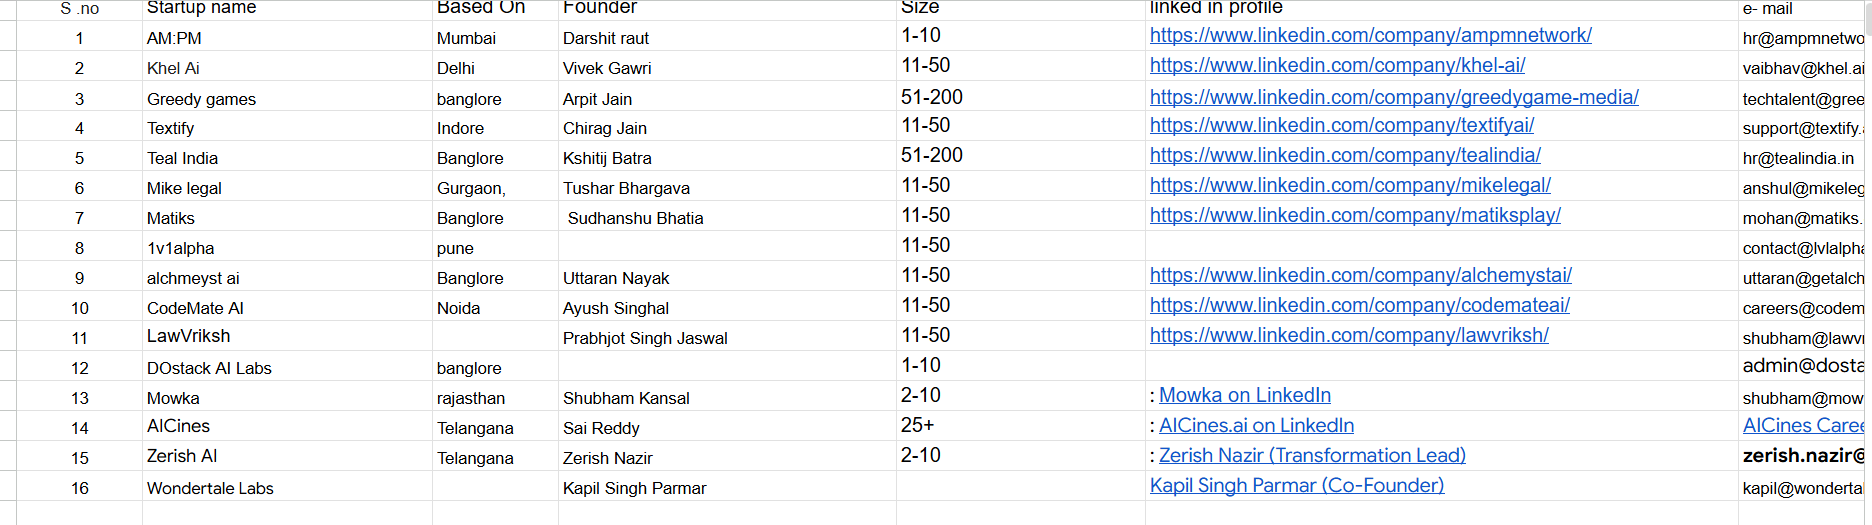 S .no Startup name Based On Founder Size linked in profile e- mail
1 AM:PM Mumbai Darshit raut 1-10 https://www.linkedin.com/company/ampmnetwork/ hr@ampmnetwo
2 Khel Ai Delhi Vivek Gawri 11-50 https://www.linkedin.com/company/khel-ai/ vaibhav@khel.ai
3 Greedy games banglore Arpit Jain 51-200 https://www.linkedin.com/company/greedygame-media/ techtalent@gree
4 Textify Indore Chirag Jain 11-50 https://www.linkedin.com/company/textifyai/ support@textify.a
5 Teal India Banglore Kshitij Batra 51-200 https://www.linkedin.com/company/tealindia/ hr@tealindia.in
6 Mike legal Gurgaon, Tushar Bhargava 11-50 https://www.linkedin.com/company/mikelegal/ anshul@mikeleg
7 Matiks Banglore Sudhanshu Bhatia 11-50 https://www.linkedin.com/company/matiksplay/ mohan@matiks.
8 1v1alpha pune 11-50 contact@lvlalpha
9 alchmeyst ai Banglore Uttaran Nayak 11-50 https://www.linkedin.com/company/alchemystai/ uttaran@getalch
10 CodeMate AI Noida Ayush Singhal 11-50 https://www.linkedin.com/company/codemateai/ careers@codem
11 LawVriksh Prabhjot Singh Jaswal 11-50 https://www.linkedin.com/company/lawvriksh/ shubham@lawvr
12 DOstack AI Labs banglore 1-10 admin@dosta
13 Mowka rajasthan Shubham Kansal 2-10 : Mowka on LinkedIn shubham@mow
14 AICines Telangana Sai Reddy 25+ : AICines.ai on LinkedIn AICines Caree
15 Zerish AI Telangana Zerish Nazir 2-10 : Zerish Nazir (Transformation Lead) zerish.nazir@
16 Wondertale Labs Kapil Singh Parmar Kapil Singh Parmar (Co-Founder) kapil@wondertal